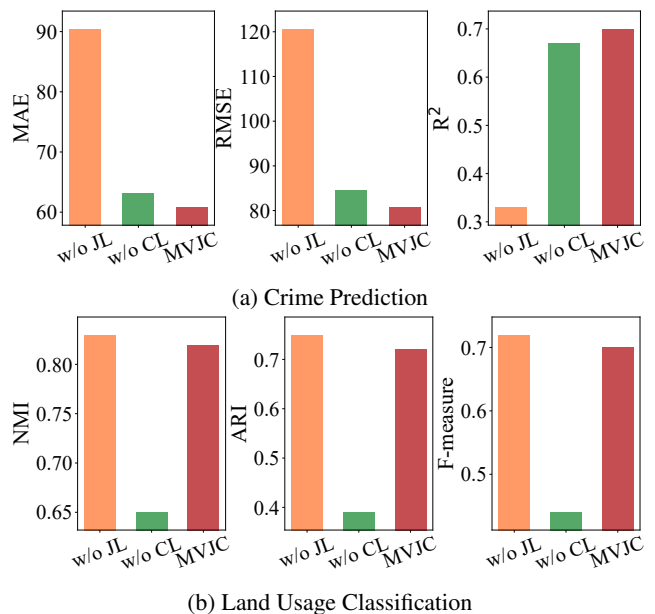 MAE
90
80
70
60
w/o JL
w/o CL
MVJC
RMSE
120
110
100
90
80
w/o JL
w/o CL
MVJC
R²
0.7
0.6
0.5
0.4
0.3
w/o JL
w/o CL
MVJC
(a) Crime Prediction
NMI
0.80
0.75
0.70
0.65
w/o JL
w/o CL
MVJC
ARI
0.7
0.6
0.5
0.4
w/o JL
w/o CL
MVJC
F-measure
0.7
0.6
0.5
w/o JL
w/o CL
MVJC
(b) Land Usage Classification